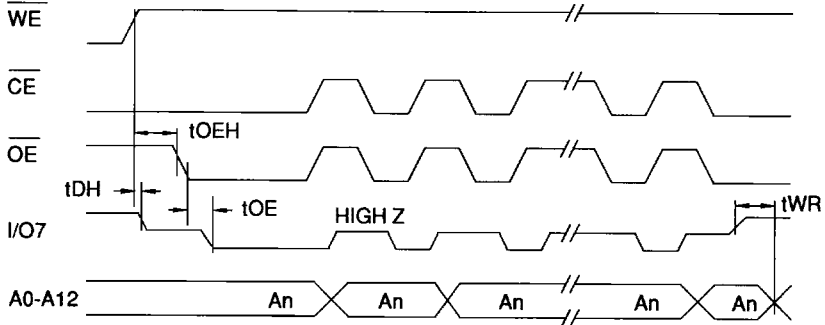 WE
CE
tOEH
OE
tDH
tOE
HIGH Z
tWR
I/O7
A0-A12 An An An An An